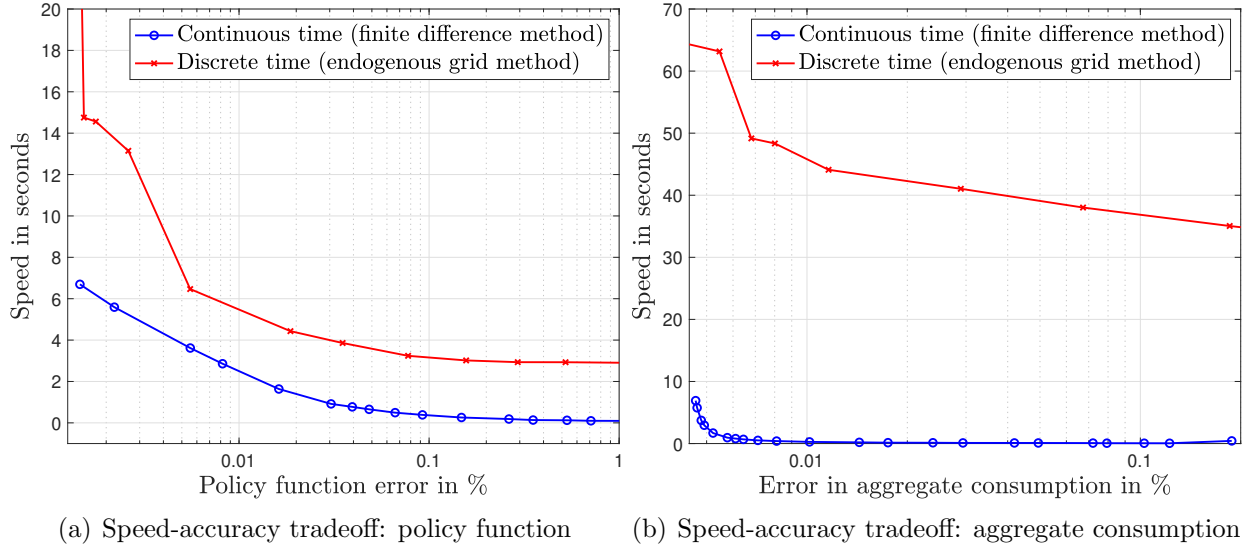 20
18
16
14
12
10
8
6
4
2
0
Speed in seconds
Continuous time (finite difference method)
Discrete time (endogenous grid method)
0.01
0.1
1
Policy function error in %
(a) Speed-accuracy tradeoff: policy function
70
60
50
40
30
20
10
0
Speed in seconds
Continuous time (finite difference method)
Discrete time (endogenous grid method)
0.01
0.1
Error in aggregate consumption in %
(b) Speed-accuracy tradeoff: aggregate consumption